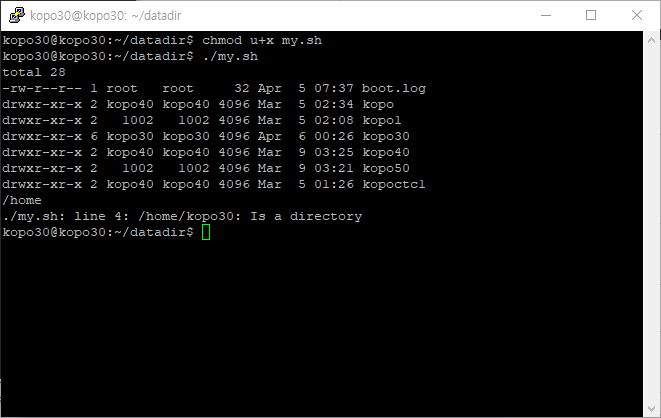 kopo30@kopo30: ~/datadir
kopo30@kopo30:~/datadir$ chmod u+x my.sh
kopo30@kopo30:~/datadir$ ./my.sh
total 28
-rw-r--r-- 1 root   root     32 Apr  5 07:37 boot.log
drwxr-xr-x 2 kopo40 kopo40 4096 Mar  5 02:34 kopo
drwxr-xr-x 2   1002   1002 4096 Mar  5 02:08 kopo1
drwxr-xr-x 6 kopo30 kopo30 4096 Apr  6 00:26 kopo30
drwxr-xr-x 2 kopo40 kopo40 4096 Mar  9 03:25 kopo40
drwxr-xr-x 2   1002   1002 4096 Mar  9 03:21 kopo50
drwxr-xr-x 2 kopo40 kopo40 4096 Mar  5 01:26 kopoctcl
/home
./my.sh: line 4: /home/kopo30: Is a directory
kopo30@kopo30:~/datadir$